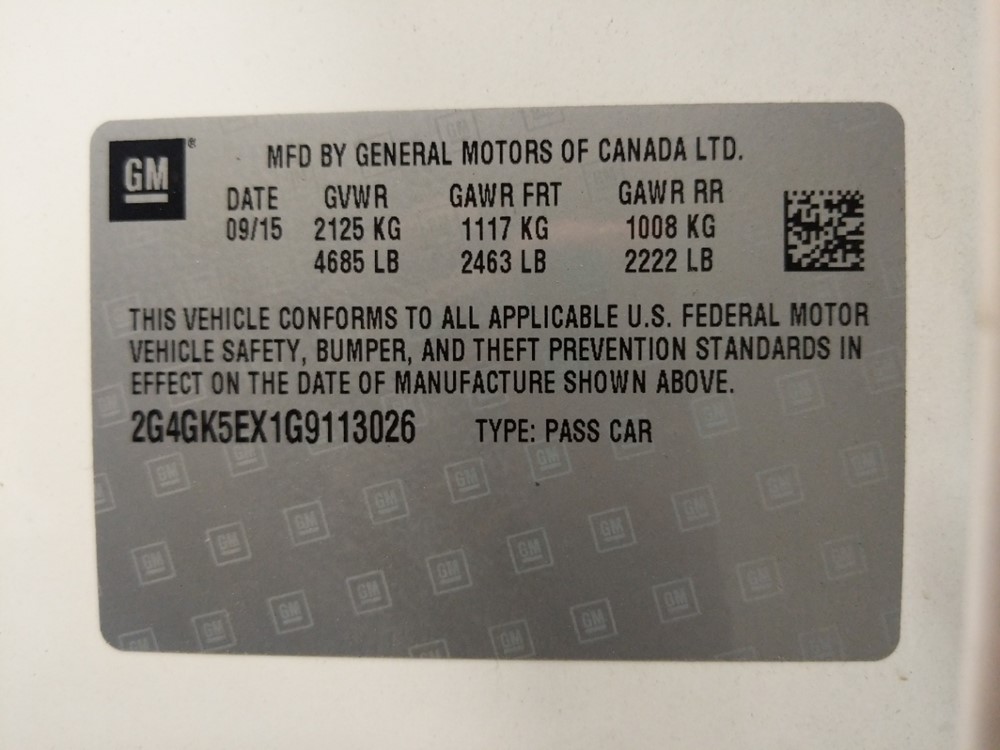 GM®
MFD BY GENERAL MOTORS OF CANADA LTD.
DATE GVWR GAWR FRT GAWR RR
09/15 2125 KG 1117 KG 1008 KG
4685 LB 2463 LB 2222 LB
THIS VEHICLE CONFORMS TO ALL APPLICABLE U.S. FEDERAL MOTOR
VEHICLE SAFETY, BUMPER, AND THEFT PREVENTION STANDARDS IN
EFFECT ON THE DATE OF MANUFACTURE SHOWN ABOVE.
2G4GK5EX1G9113026 TYPE: PASS CAR